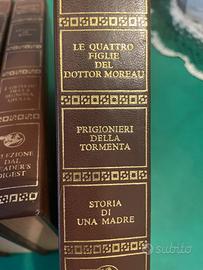 LE QUATTRO
FIGLIE
DEL
DOTTOR MOREAU
PRIGIONIERI
DELLA
TORMENTA
STORIA
DI
UNA MADRE
SELEZIONE
DAL
READER'S
DIGEST
subito